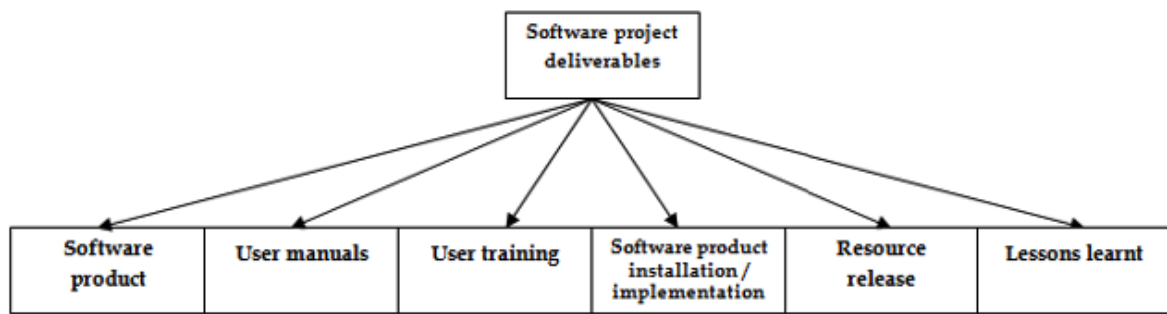 Software project
deliverables
Software
product
User manuals
User training
Software product
installation /
implementation
Resource
release
Lessons learnt